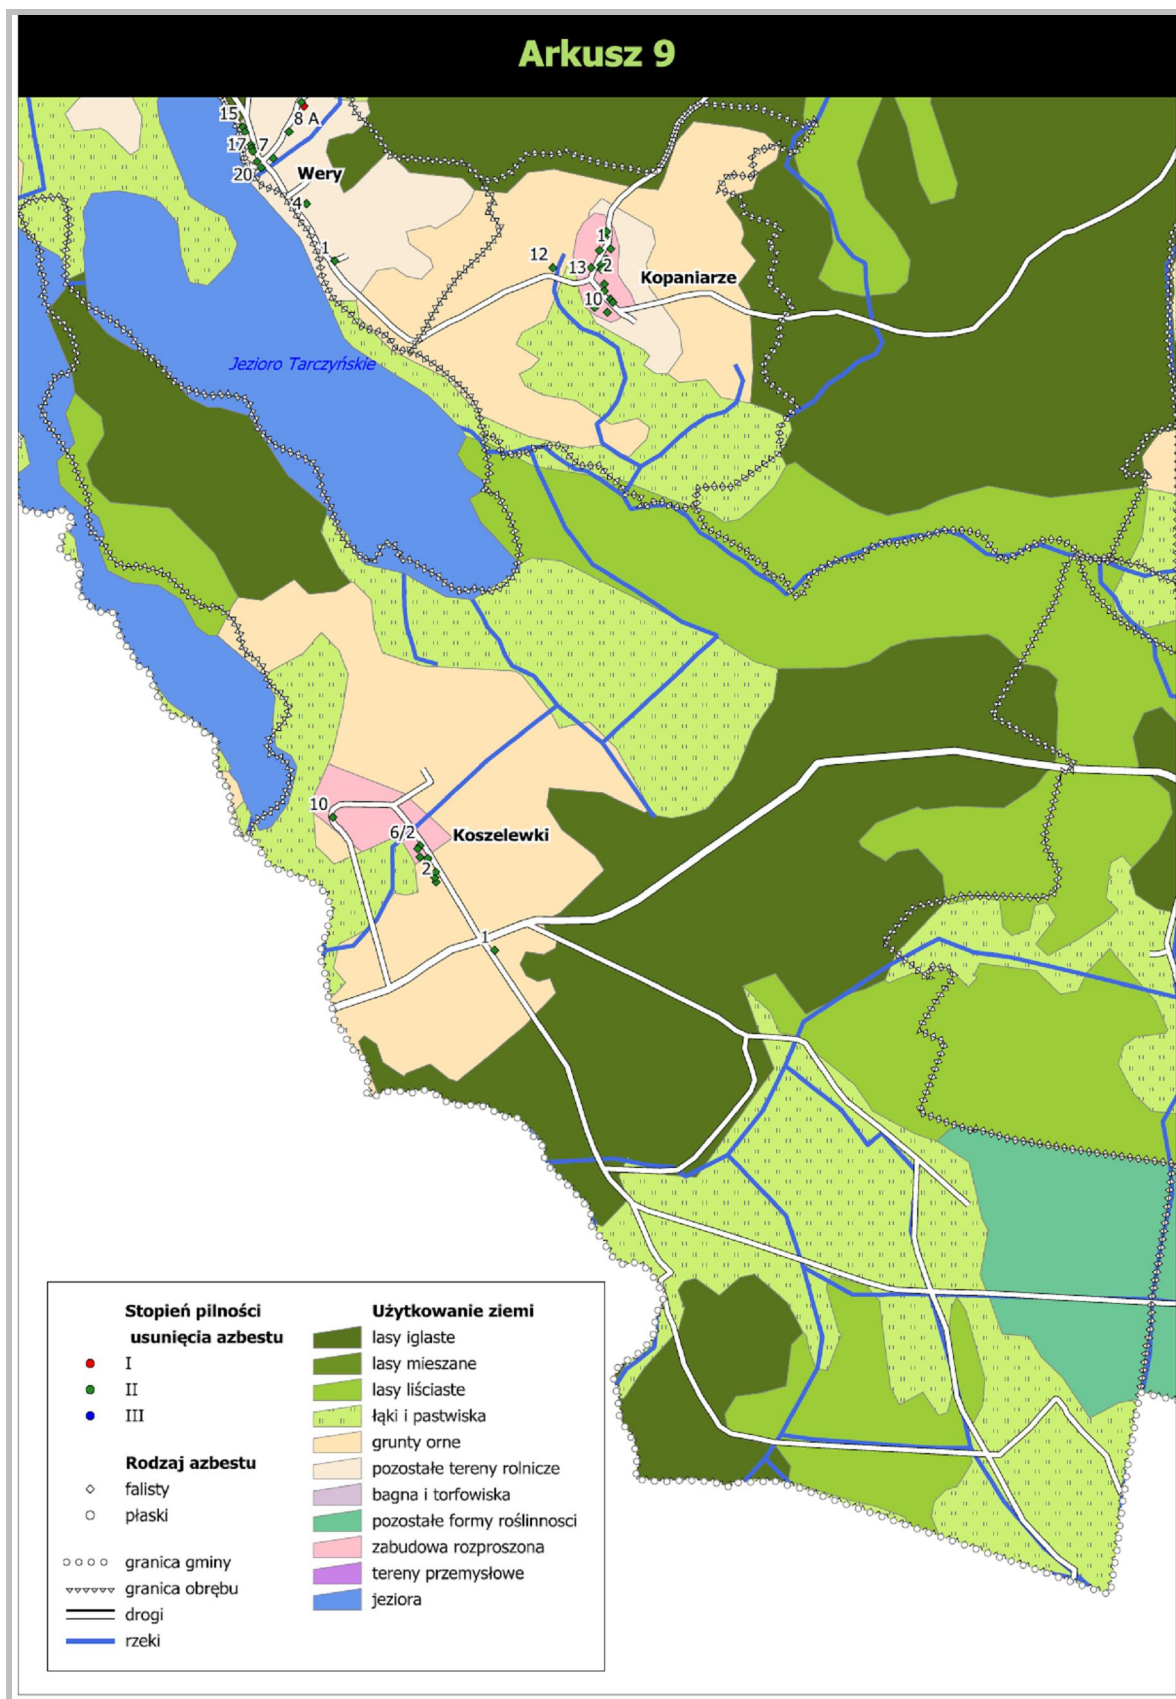 Arkusz 9
15
8 A
17
7
20
Wery
4
1
12
13
1
2
10
Kopaniarze
Jezioro Tarczyńskie
10
6/2
Koszelewki
2
1
Stopień pilności
usunięcia azbestu
I
II
III
Rodzaj azbestu
falisty
płaski
granica gminy
granica obrębu
drogi
rzeki
Użytkowanie ziemi
lasy iglaste
lasy mieszane
lasy liściaste
łąki i pastwiska
grunty orne
pozostałe tereny rolnicze
bagna i torfowiska
pozostałe formy roślinnosci
zabudowa rozproszona
tereny przemysłowe
jeziora